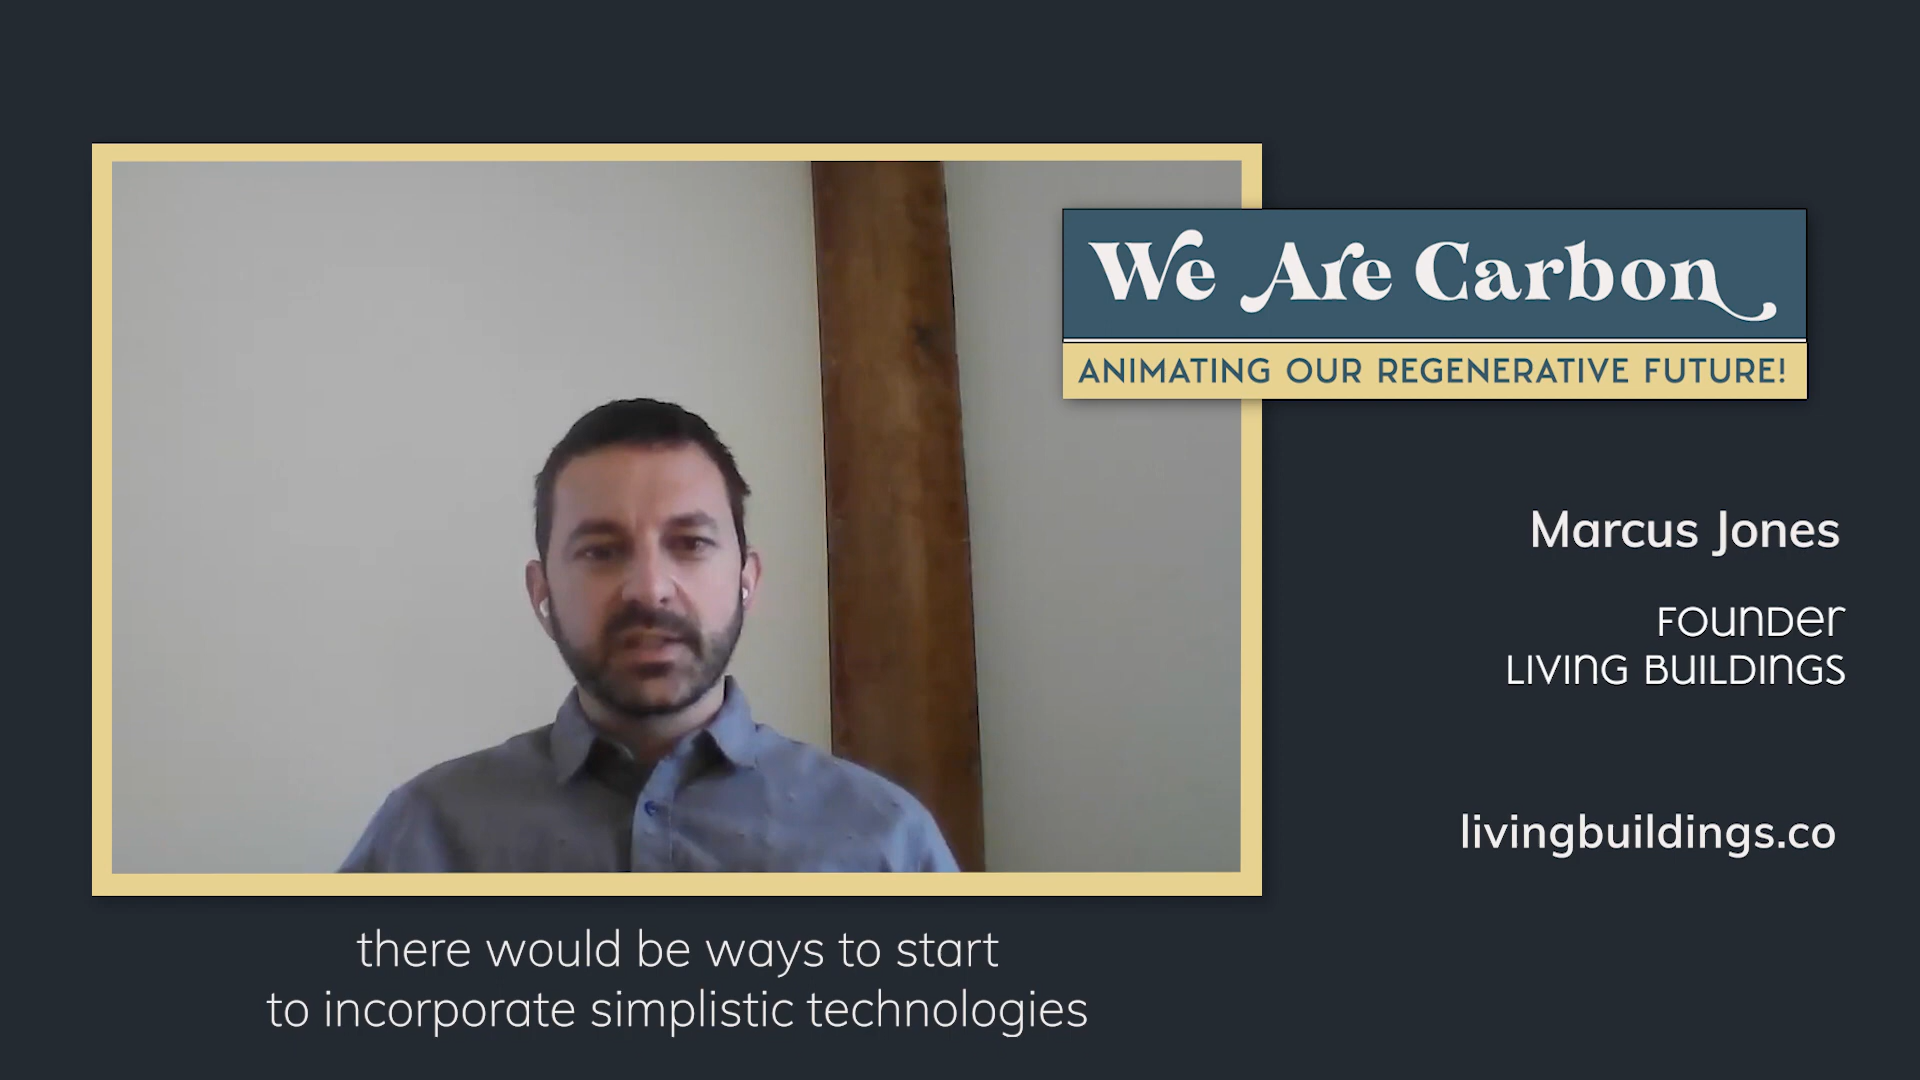 We Are Carbon
ANIMATING OUR REGENERATIVE FUTURE!
Marcus Jones
FOUNDER
LIVING BUILDINGS
livingbuildings.co
there would be ways to start
to incorporate simplistic technologies